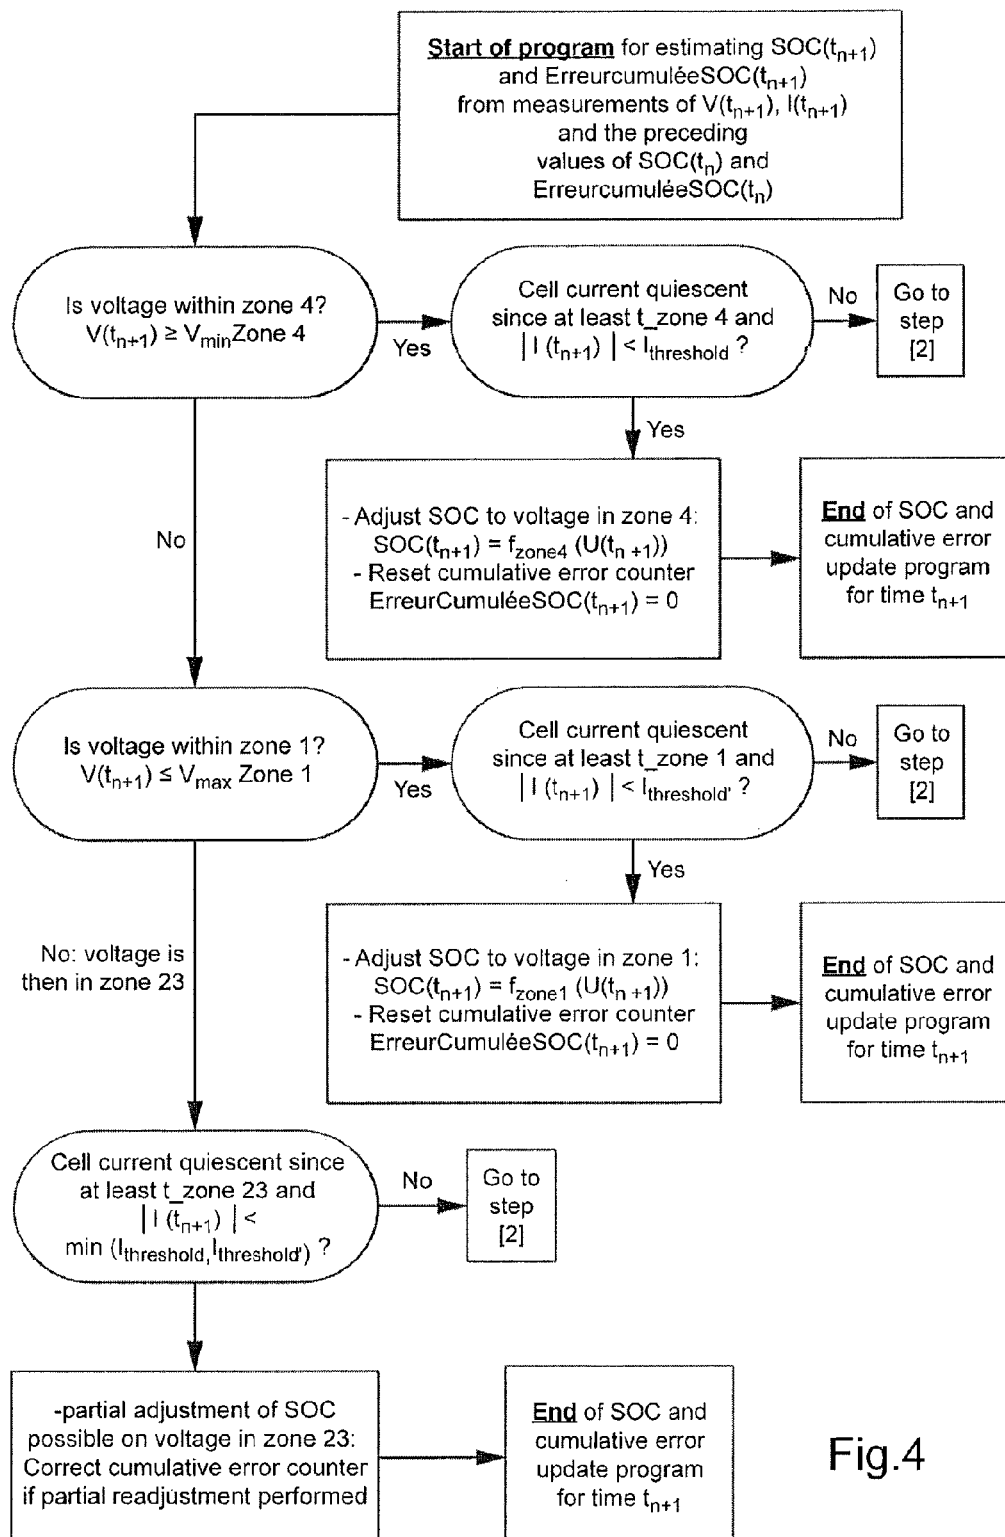 Start of program for estimating SOC(tn+1)
and ErreurcumuléeSOC(tn+1)
from measurements of V(tn+1), I(tn+1)
and the preceding
values of SOC(tn) and
ErreurcumuléeSOC(tn)
Is voltage within zone 4?
V(tn+1) ≥ VminZone 4
Yes
Cell current quiescent
since at least t_zone 4 and
| I (tn+1) | < Ithreshold ?
No
Go to
step
[2]
Yes
No
- Adjust SOC to voltage in zone 4:
SOC(tn+1) = fzone4 (U(tn +1))
- Reset cumulative error counter
ErreurCumuléeSOC(tn+1) = 0
End of SOC and
cumulative error
update program
for time tn+1
Is voltage within zone 1?
V(tn+1) ≤ Vmax Zone 1
Yes
Cell current quiescent
since at least t_zone 1 and
| I (tn+1) | < Ithreshold' ?
No
Go to
step
[2]
Yes
No: voltage is
then in zone 23
- Adjust SOC to voltage in zone 1:
SOC(tn+1) = fzone1 (U(tn +1))
- Reset cumulative error counter
ErreurCumuléeSOC(tn+1) = 0
End of SOC and
cumulative error
update program
for time tn+1
Cell current quiescent since
at least t_zone 23 and
| I (tn+1) | <
min (Ithreshold,Ithreshold') ?
No
Go to
step
[2]
-partial adjustment of SOC
possible on voltage in zone 23:
Correct cumulative error counter
if partial readjustment performed
End of SOC and
cumulative error
update program
for time tn+1
Fig.4